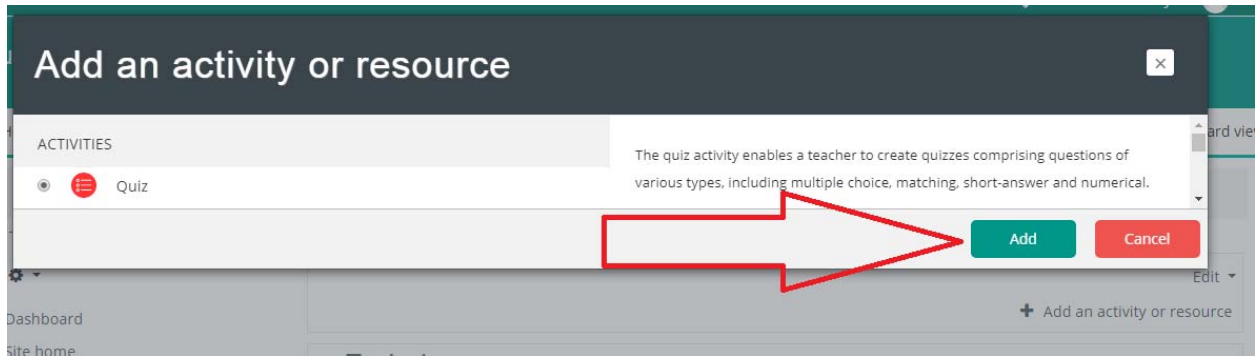 Add an activity or resource
×
ACTIVITIES
Quiz
The quiz activity enables a teacher to create quizzes comprising questions of
various types, including multiple choice, matching, short-answer and numerical.
Add
Cancel
Edit
Dashboard
+ Add an activity or resource
Site home